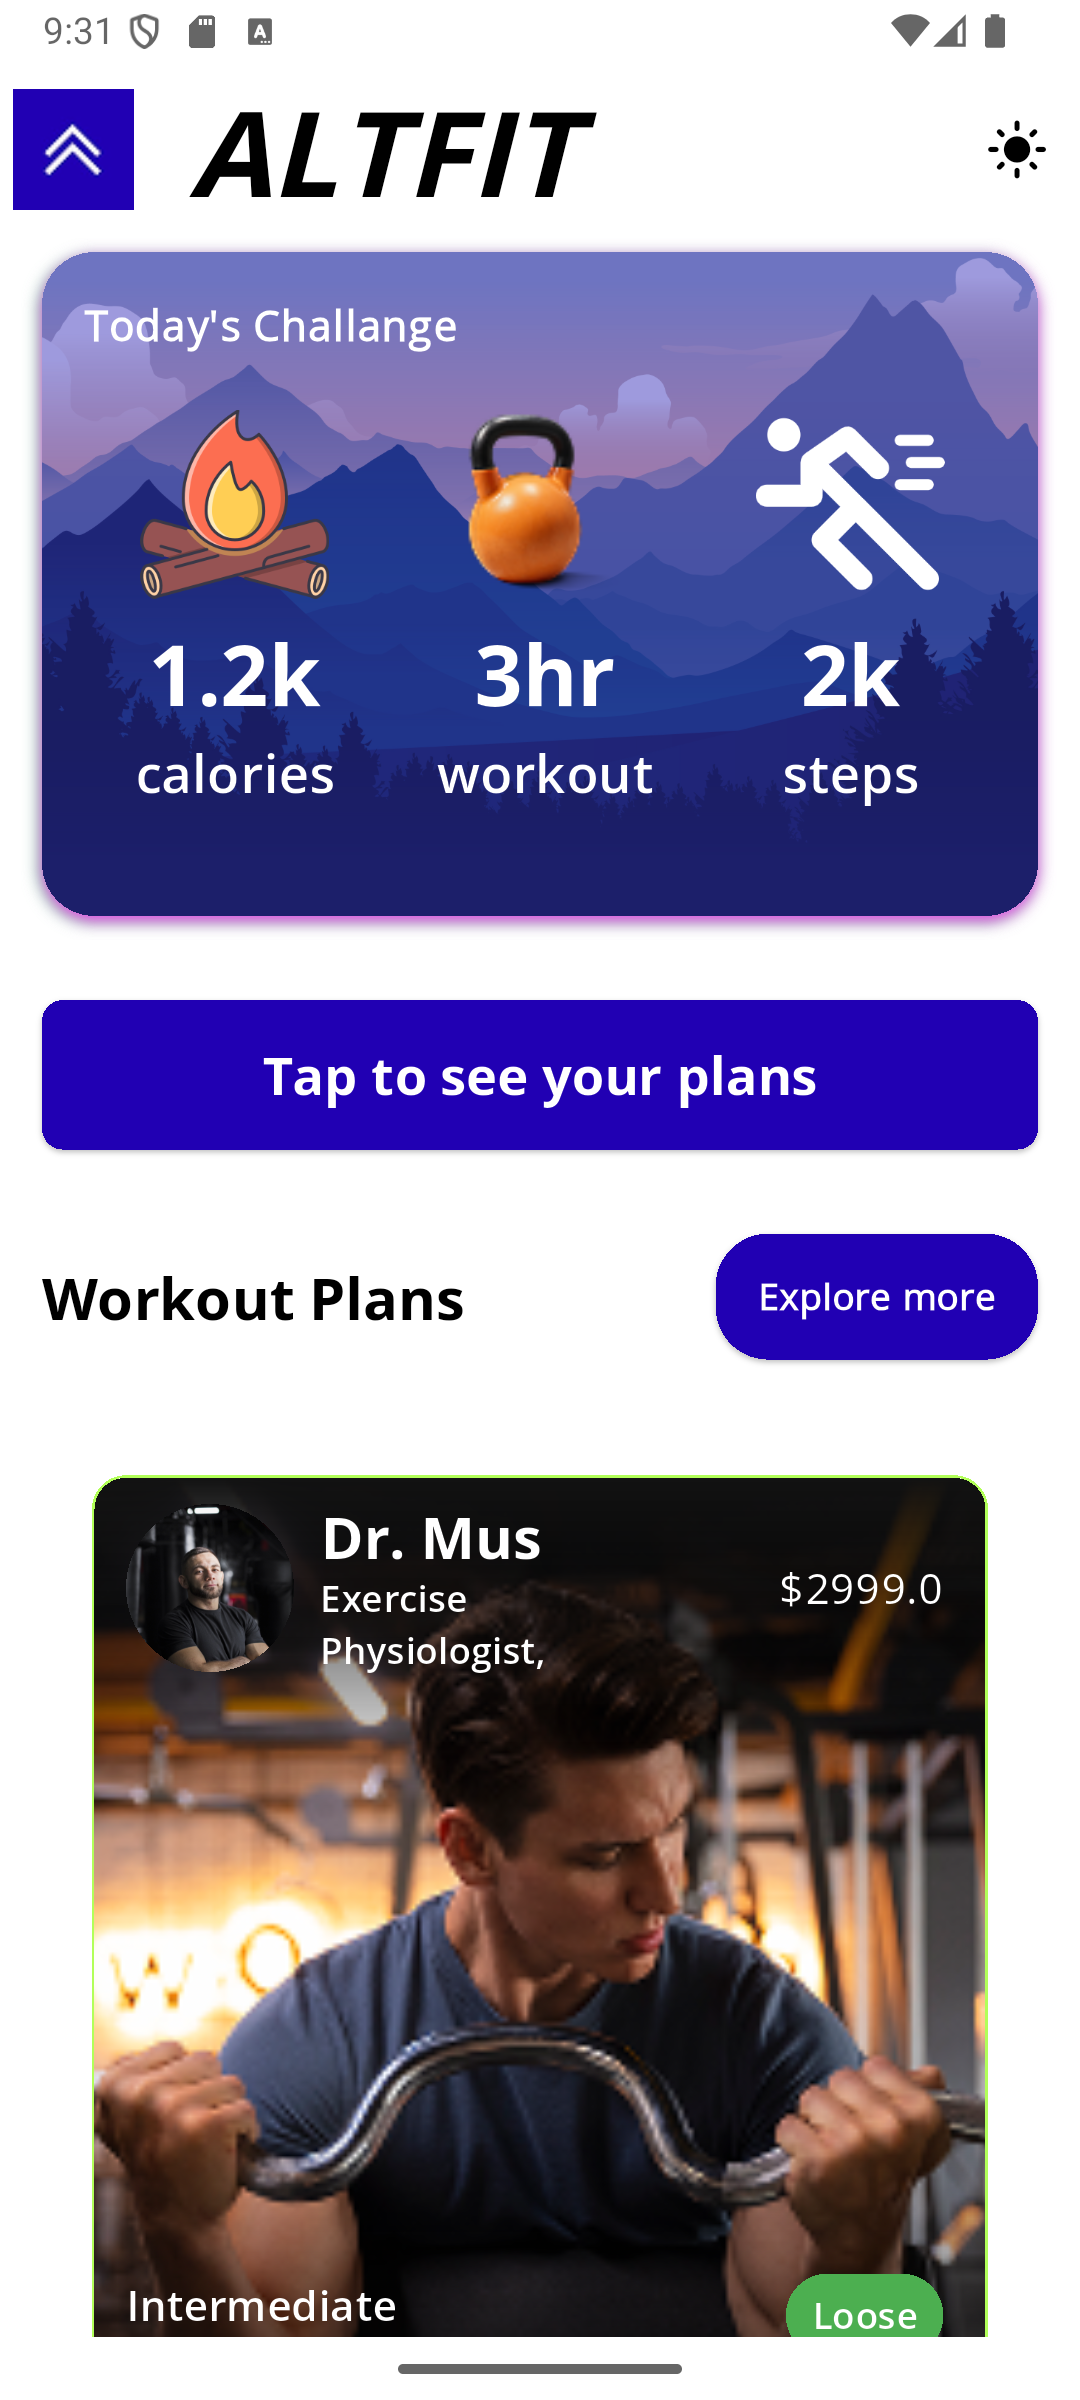 9:31
A
ALTFIT
Today's Challange
1.2k
3hr
2k
calories
workout
steps
Tap to see your plans
Workout Plans
Explore more
Dr. Mus
Exercise
Physiologist,
$2999.0
W O
Intermediate
Loose